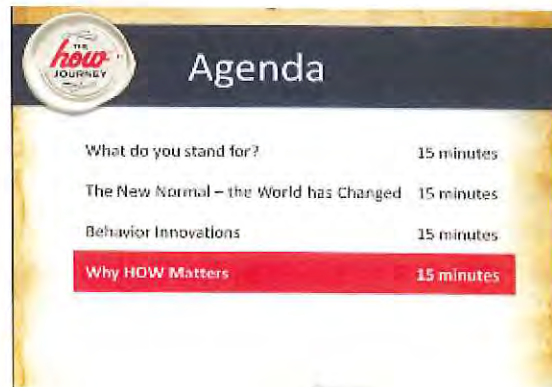 THE
how
JOURNEY
Agenda
What do you stand for? 15 minutes
The New Normal – the World has Changed 15 minutes
Behavior Innovations 15 minutes
Why HOW Matters 15 minutes